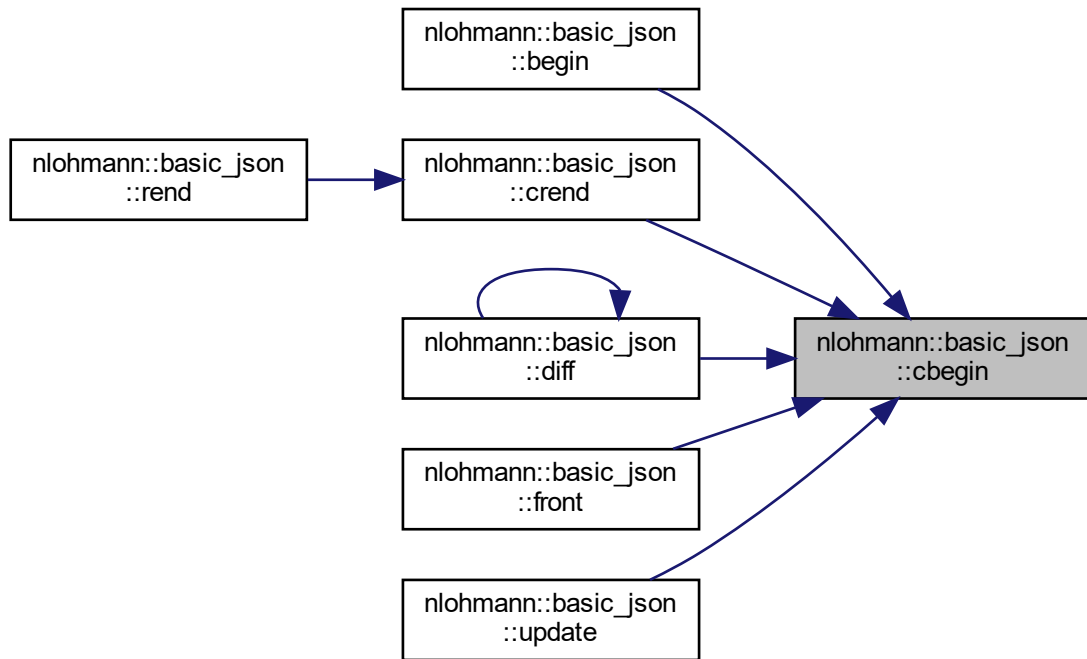 nlohmann::basic_json
::begin
nlohmann::basic_json
::rend
nlohmann::basic_json
::crend
nlohmann::basic_json
::diff
nlohmann::basic_json
::cbegin
nlohmann::basic_json
::front
nlohmann::basic_json
::update